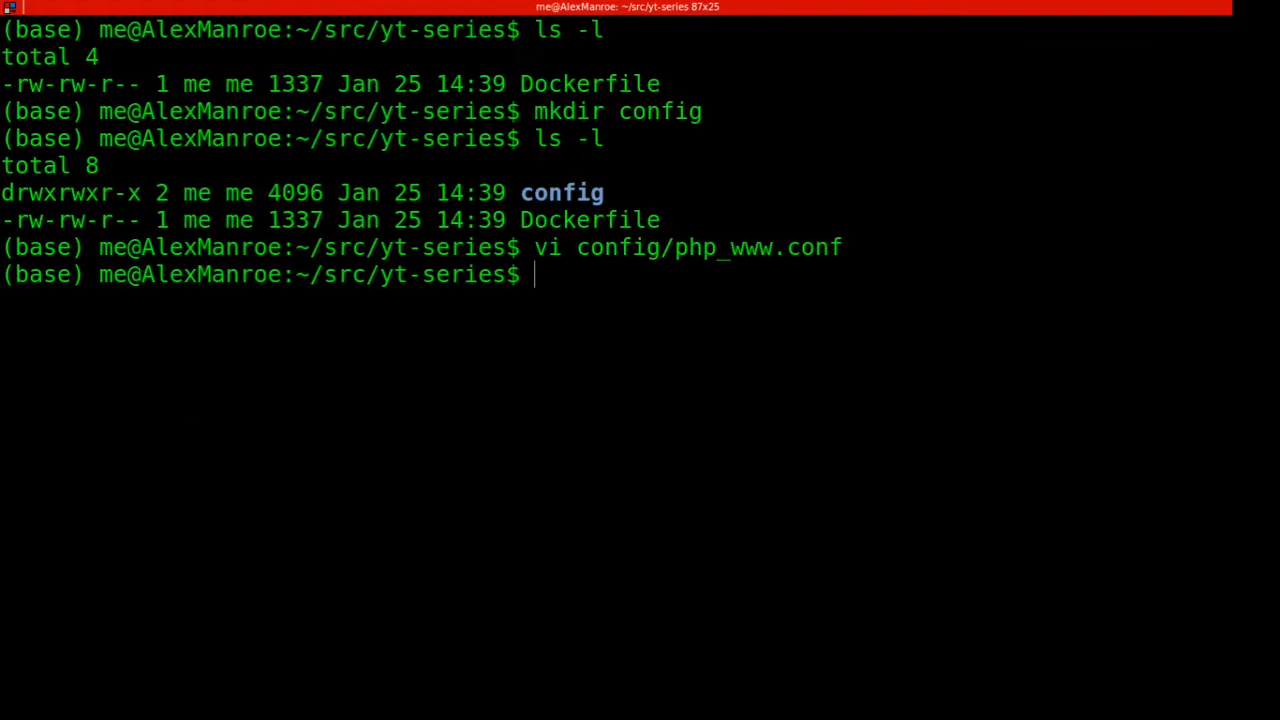 me@AlexManroe: ~/src/yt-series 87x25
(base) me@AlexManroe:~/src/yt-series$ ls -l
total 4
-rw-rw-r-- 1 me me 1337 Jan 25 14:39 Dockerfile
(base) me@AlexManroe:~/src/yt-series$ mkdir config
(base) me@AlexManroe:~/src/yt-series$ ls -l
total 8
drwxrwxr-x 2 me me 4096 Jan 25 14:39 config
-rw-rw-r-- 1 me me 1337 Jan 25 14:39 Dockerfile
(base) me@AlexManroe:~/src/yt-series$ vi config/php_www.conf
(base) me@AlexManroe:~/src/yt-series$